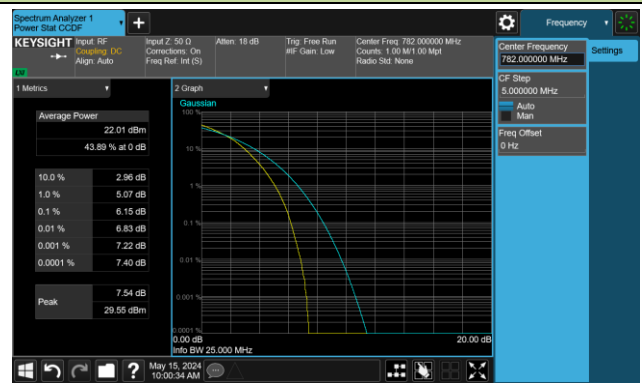 Spectrum Analyzer 1
Power Stat CCDF
Frequency
KEYSIGHT
Input: RF
Coupling: DC
Align: Auto
Input Z: 50 Ω
Corrections: On
Freq Ref: Int (S)
Atten: 18 dB
Trig: Free Run
#IF Gain: Low
Center Freq: 782.000000 MHz
Counts: 1.00 M/1.00 Mpt
Radio Std: None
Center Frequency
782.000000 MHz
Settings
CF Step
5.000000 MHz
Auto
Man
Freq Offset
0 Hz
1 Metrics
Average Power
22.01 dBm
43.89 % at 0 dB
10.0 % 2.96 dB
1.0 % 5.07 dB
0.1 % 6.15 dB
0.01 % 6.83 dB
0.001 % 7.22 dB
0.0001 % 7.40 dB
Peak
7.54 dB
29.55 dBm
2 Graph
Gaussian
100 %
10 %
1 %
0.1 %
0.01 %
0.001 %
0.0001 %
0.00 dB 20.00 dB
Info BW 25.000 MHz
May 15, 2024
10:00:34 AM